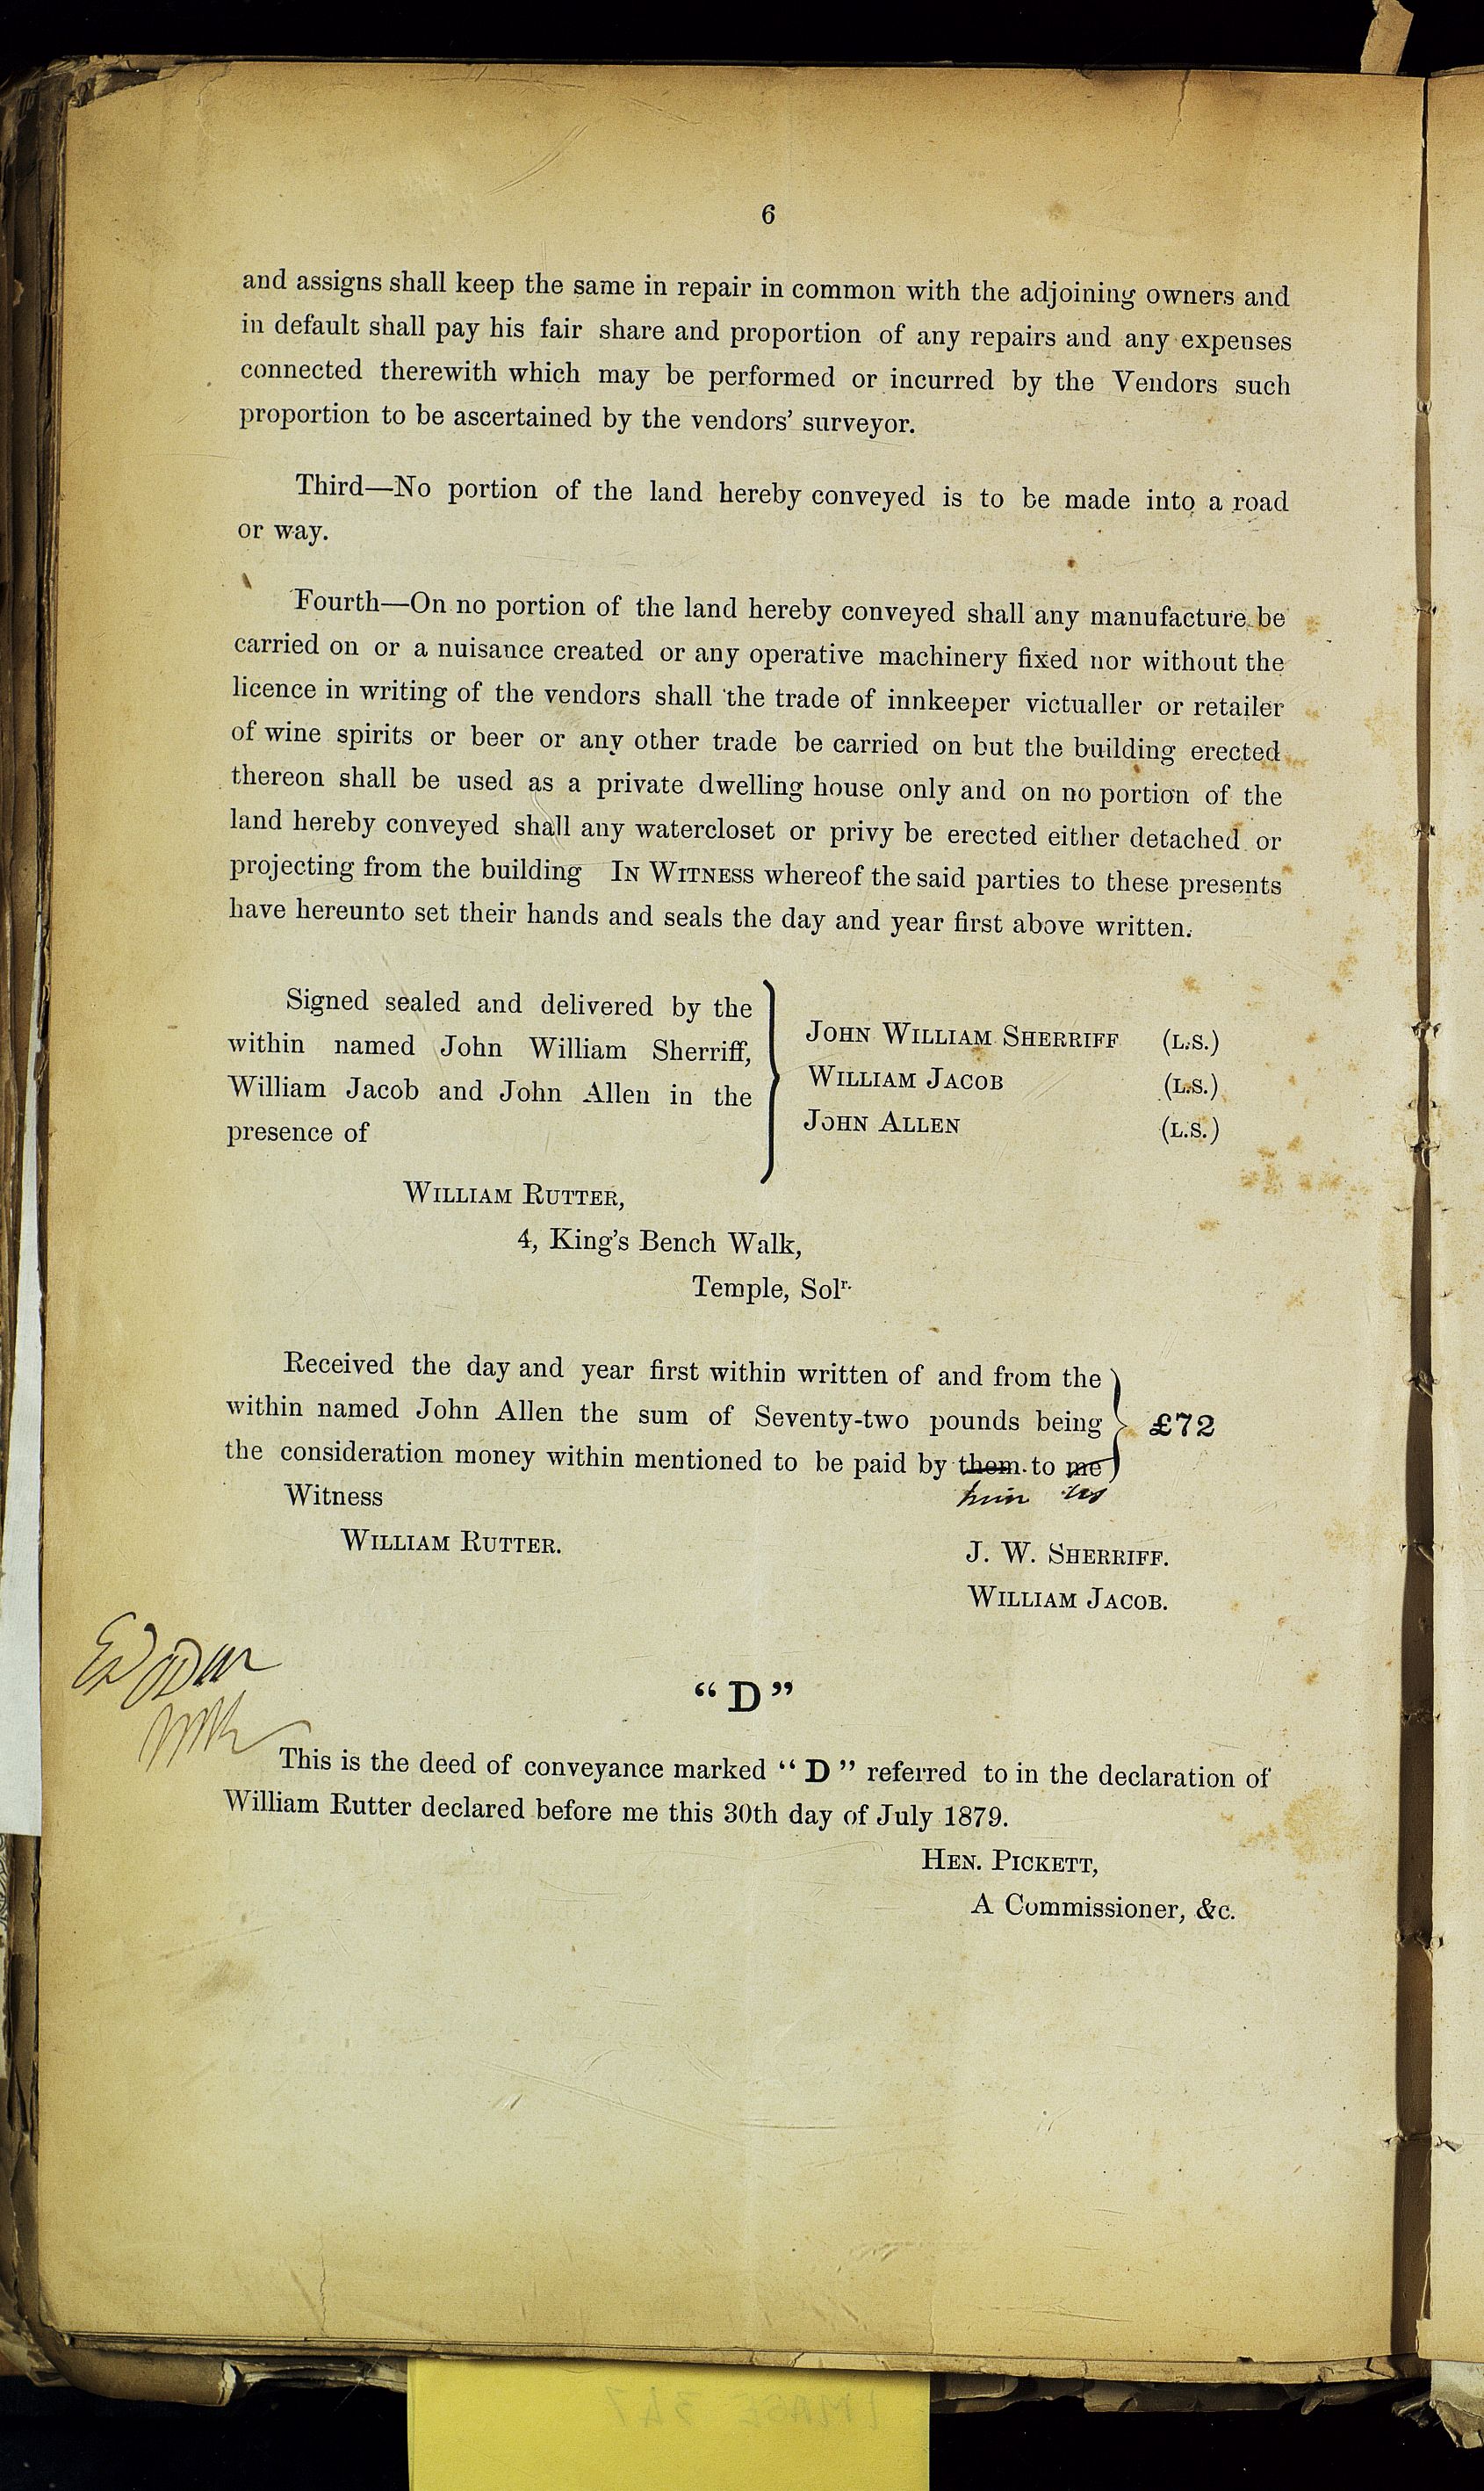 6
and assigns shall keep the same in repair in common with the adjoining owners and
in default shall pay his fair share and proportion of any repairs and any expenses
connected therewith which may be performed or incurred by the Vendors such
proportion to be ascertained by the vendors' surveyor.
Third—No portion of the land hereby conveyed is to be made into a road
or way.
Fourth—On no portion of the land hereby conveyed shall any manufacture be
carried on or a nuisance created or any operative machinery fixed nor without the
licence in writing of the vendors shall the trade of innkeeper victualler or retailer
of wine spirits or beer or any other trade be carried on but the building erected
thereon shall be used as a private dwelling house only and on no portion of the
land hereby conveyed shall any watercloset or privy be erected either detached or
projecting from the building IN WITNESS whereof the said parties to these presents
have hereunto set their hands and seals the day and year first above written.
Signed sealed and delivered by the
within named John William Sherriff,
William Jacob and John Allen in the
presence of
JOHN WILLIAM SHERRIFF (L.S.)
WILLIAM JACOB (L.S.)
JOHN ALLEN (L.S.)
WILLIAM RUTTER,
4, King's Bench Walk,
Temple, Solr.
Received the day and year first within written of and from the
within named John Allen the sum of Seventy-two pounds being
the consideration money within mentioned to be paid by them to me
him us
£72
Witness
WILLIAM RUTTER.
J. W. SHERRIFF.
WILLIAM JACOB.
"D"
This is the deed of conveyance marked "D" referred to in the declaration of
William Rutter declared before me this 30th day of July 1879.
HEN. PICKETT,
A Commissioner, &c.